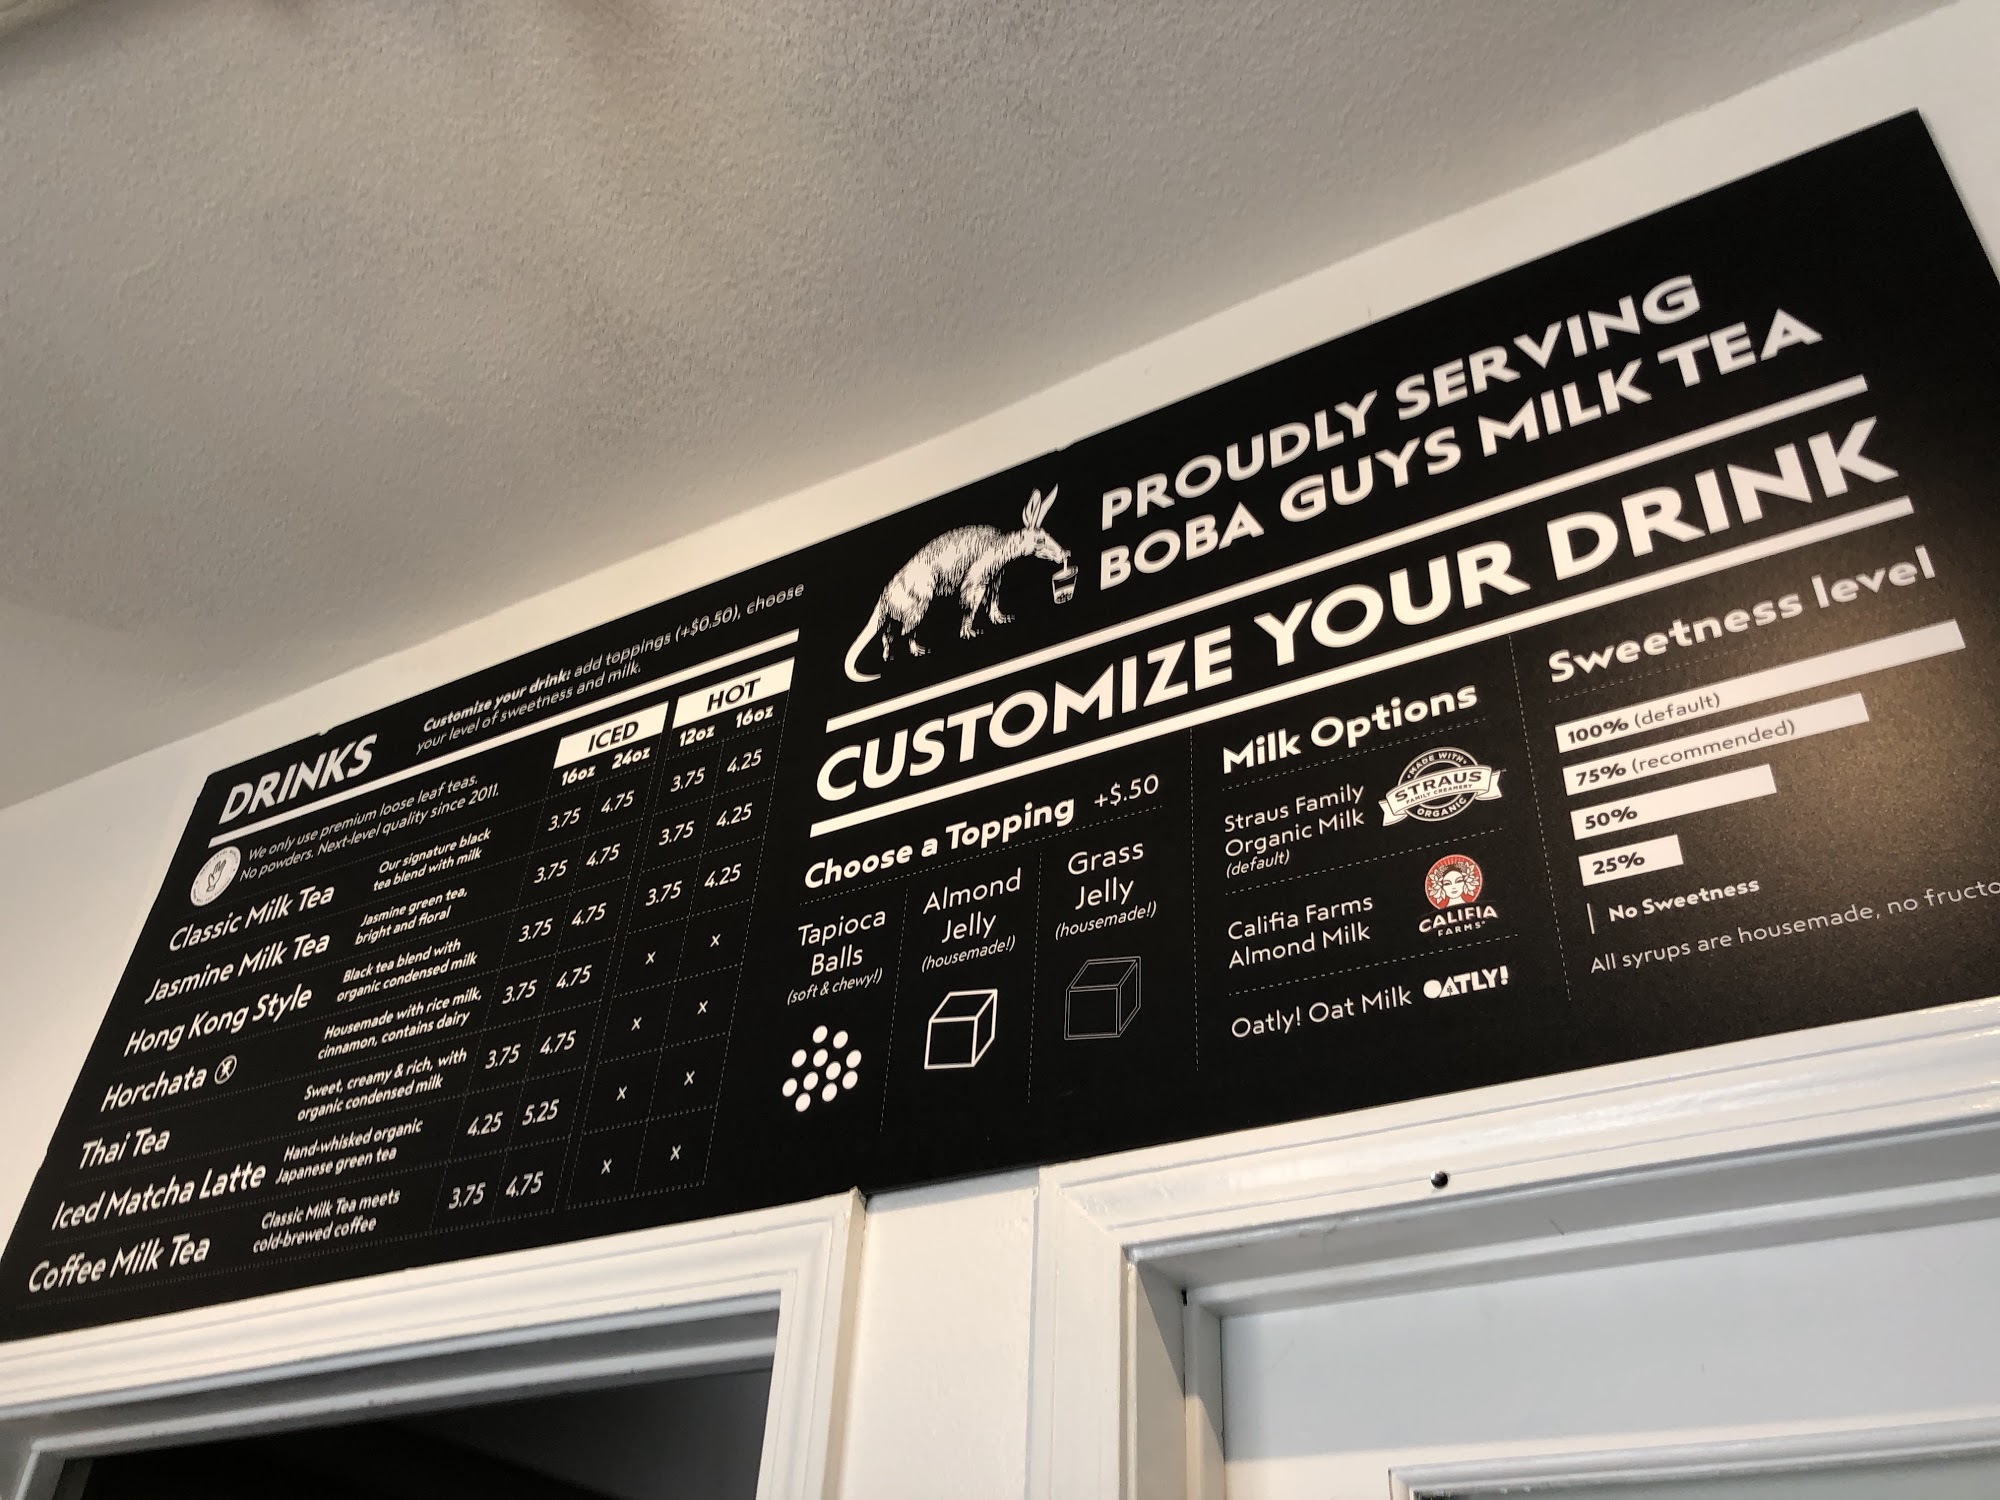 DRINKS
Customize your drink: add toppings (+$0.50), choose
your level of sweetness and milk.
We only use premium loose leaf teas.
No powders. Next-level quality since 2011.
ICED
HOT
16oz 24oz 12oz 16oz
Classic Milk Tea
Our signature black
tea blend with milk
3.75 4.75 3.75 4.25
Jasmine Milk Tea
Jasmine green tea,
bright and floral
3.75 4.75 3.75 4.25
Hong Kong Style
Black tea blend with
organic condensed milk
3.75 4.75 3.75 4.25
Horchata
Housemade with rice milk,
cinnamon, contains dairy
3.75 4.75 x x
Thai Tea
Sweet, creamy & rich, with
organic condensed milk
3.75 4.75 x x
Iced Matcha Latte
Hand-whisked organic
Japanese green tea
4.25 5.25 x x
Coffee Milk Tea
Classic Milk Tea meets
cold-brewed coffee
3.75 4.75 x x
PROUDLY SERVING
BOBA GUYS MILK TEA
CUSTOMIZE YOUR DRINK
Choose a Topping +$.50
Tapioca
Balls
(soft & chewy!)
Almond
Jelly
(housemade!)
Grass
Jelly
(housemade!)
Milk Options
Straus Family
Organic Milk
(default)
MADE WITH
STRAUS
FAMILY CREAMERY
ORGANIC
Califia Farms
Almond Milk
CALIFIA
FARMS
Oatly! Oat Milk
OATLY!
Sweetness level
100% (default)
75% (recommended)
50%
25%
No Sweetness
All syrups are housemade, no fructo